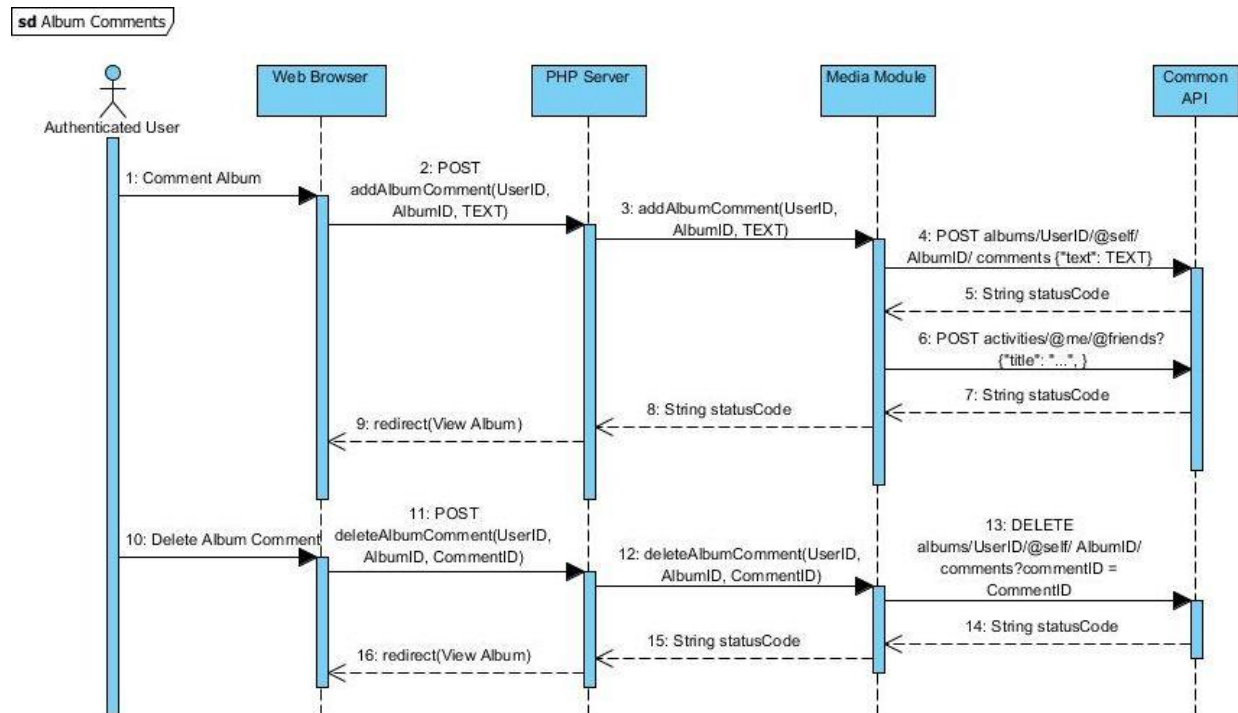 sd Album Comments
Authenticated User
Web Browser
PHP Server
Media Module
Common
API
1: Comment Album
2: POST
addAlbumComment(UserID,
AlbumID, TEXT)
3: addAlbumComment(UserID,
AlbumID, TEXT)
4: POST albums/UserID/@self/
AlbumID/ comments {"text": TEXT}
5: String statusCode
6: POST activities/@me/@friends?
{"title": "...", }
7: String statusCode
8: String statusCode
9: redirect(View Album)
10: Delete Album Comment
11: POST
deleteAlbumComment(UserID,
AlbumID, CommentID)
12: deleteAlbumComment(UserID,
AlbumID, CommentID)
13: DELETE
albums/UserID/@self/ AlbumID/
comments?commentID =
CommentID
14: String statusCode
15: String statusCode
16: redirect(View Album)